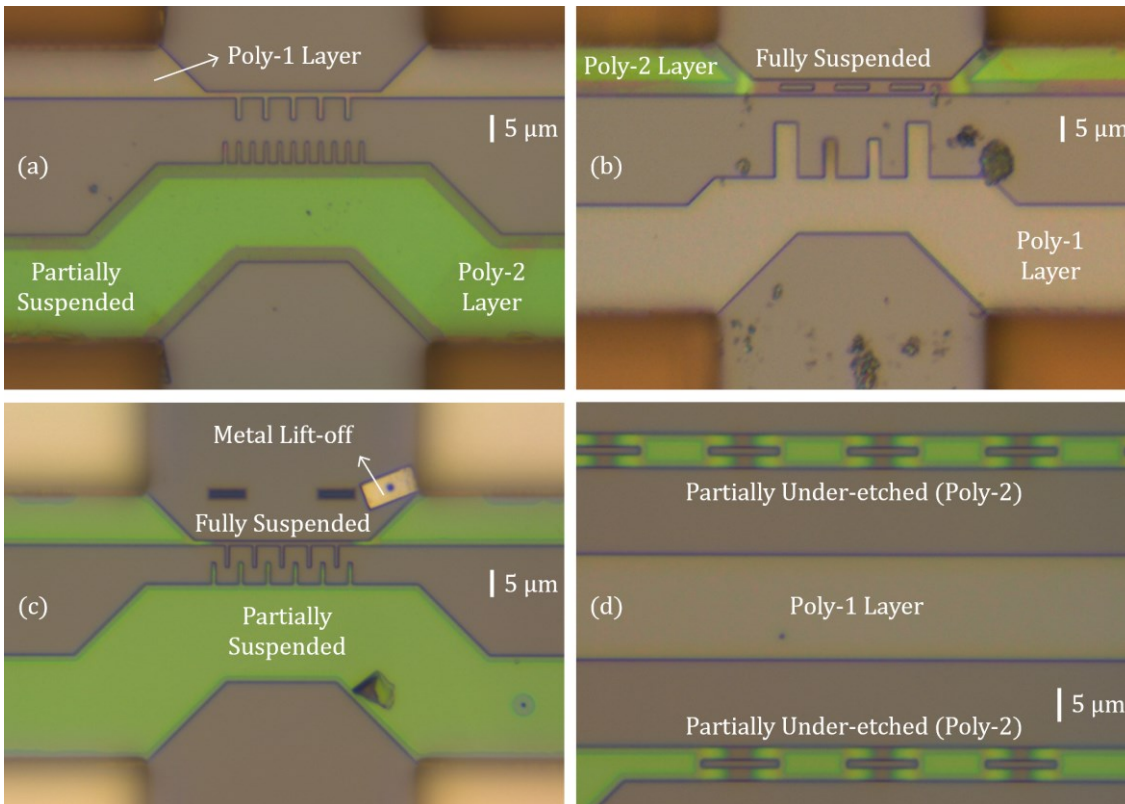 Poly-1 Layer
5 μm
(a)
Partially
Suspended
Poly-2
Layer
Poly-2 Layer
Fully Suspended
5 μm
(b)
Poly-1
Layer
Metal Lift-off
Fully Suspended
5 μm
(c)
Partially
Suspended
Partially Under-etched (Poly-2)
(d)
Poly-1 Layer
5 μm
Partially Under-etched (Poly-2)